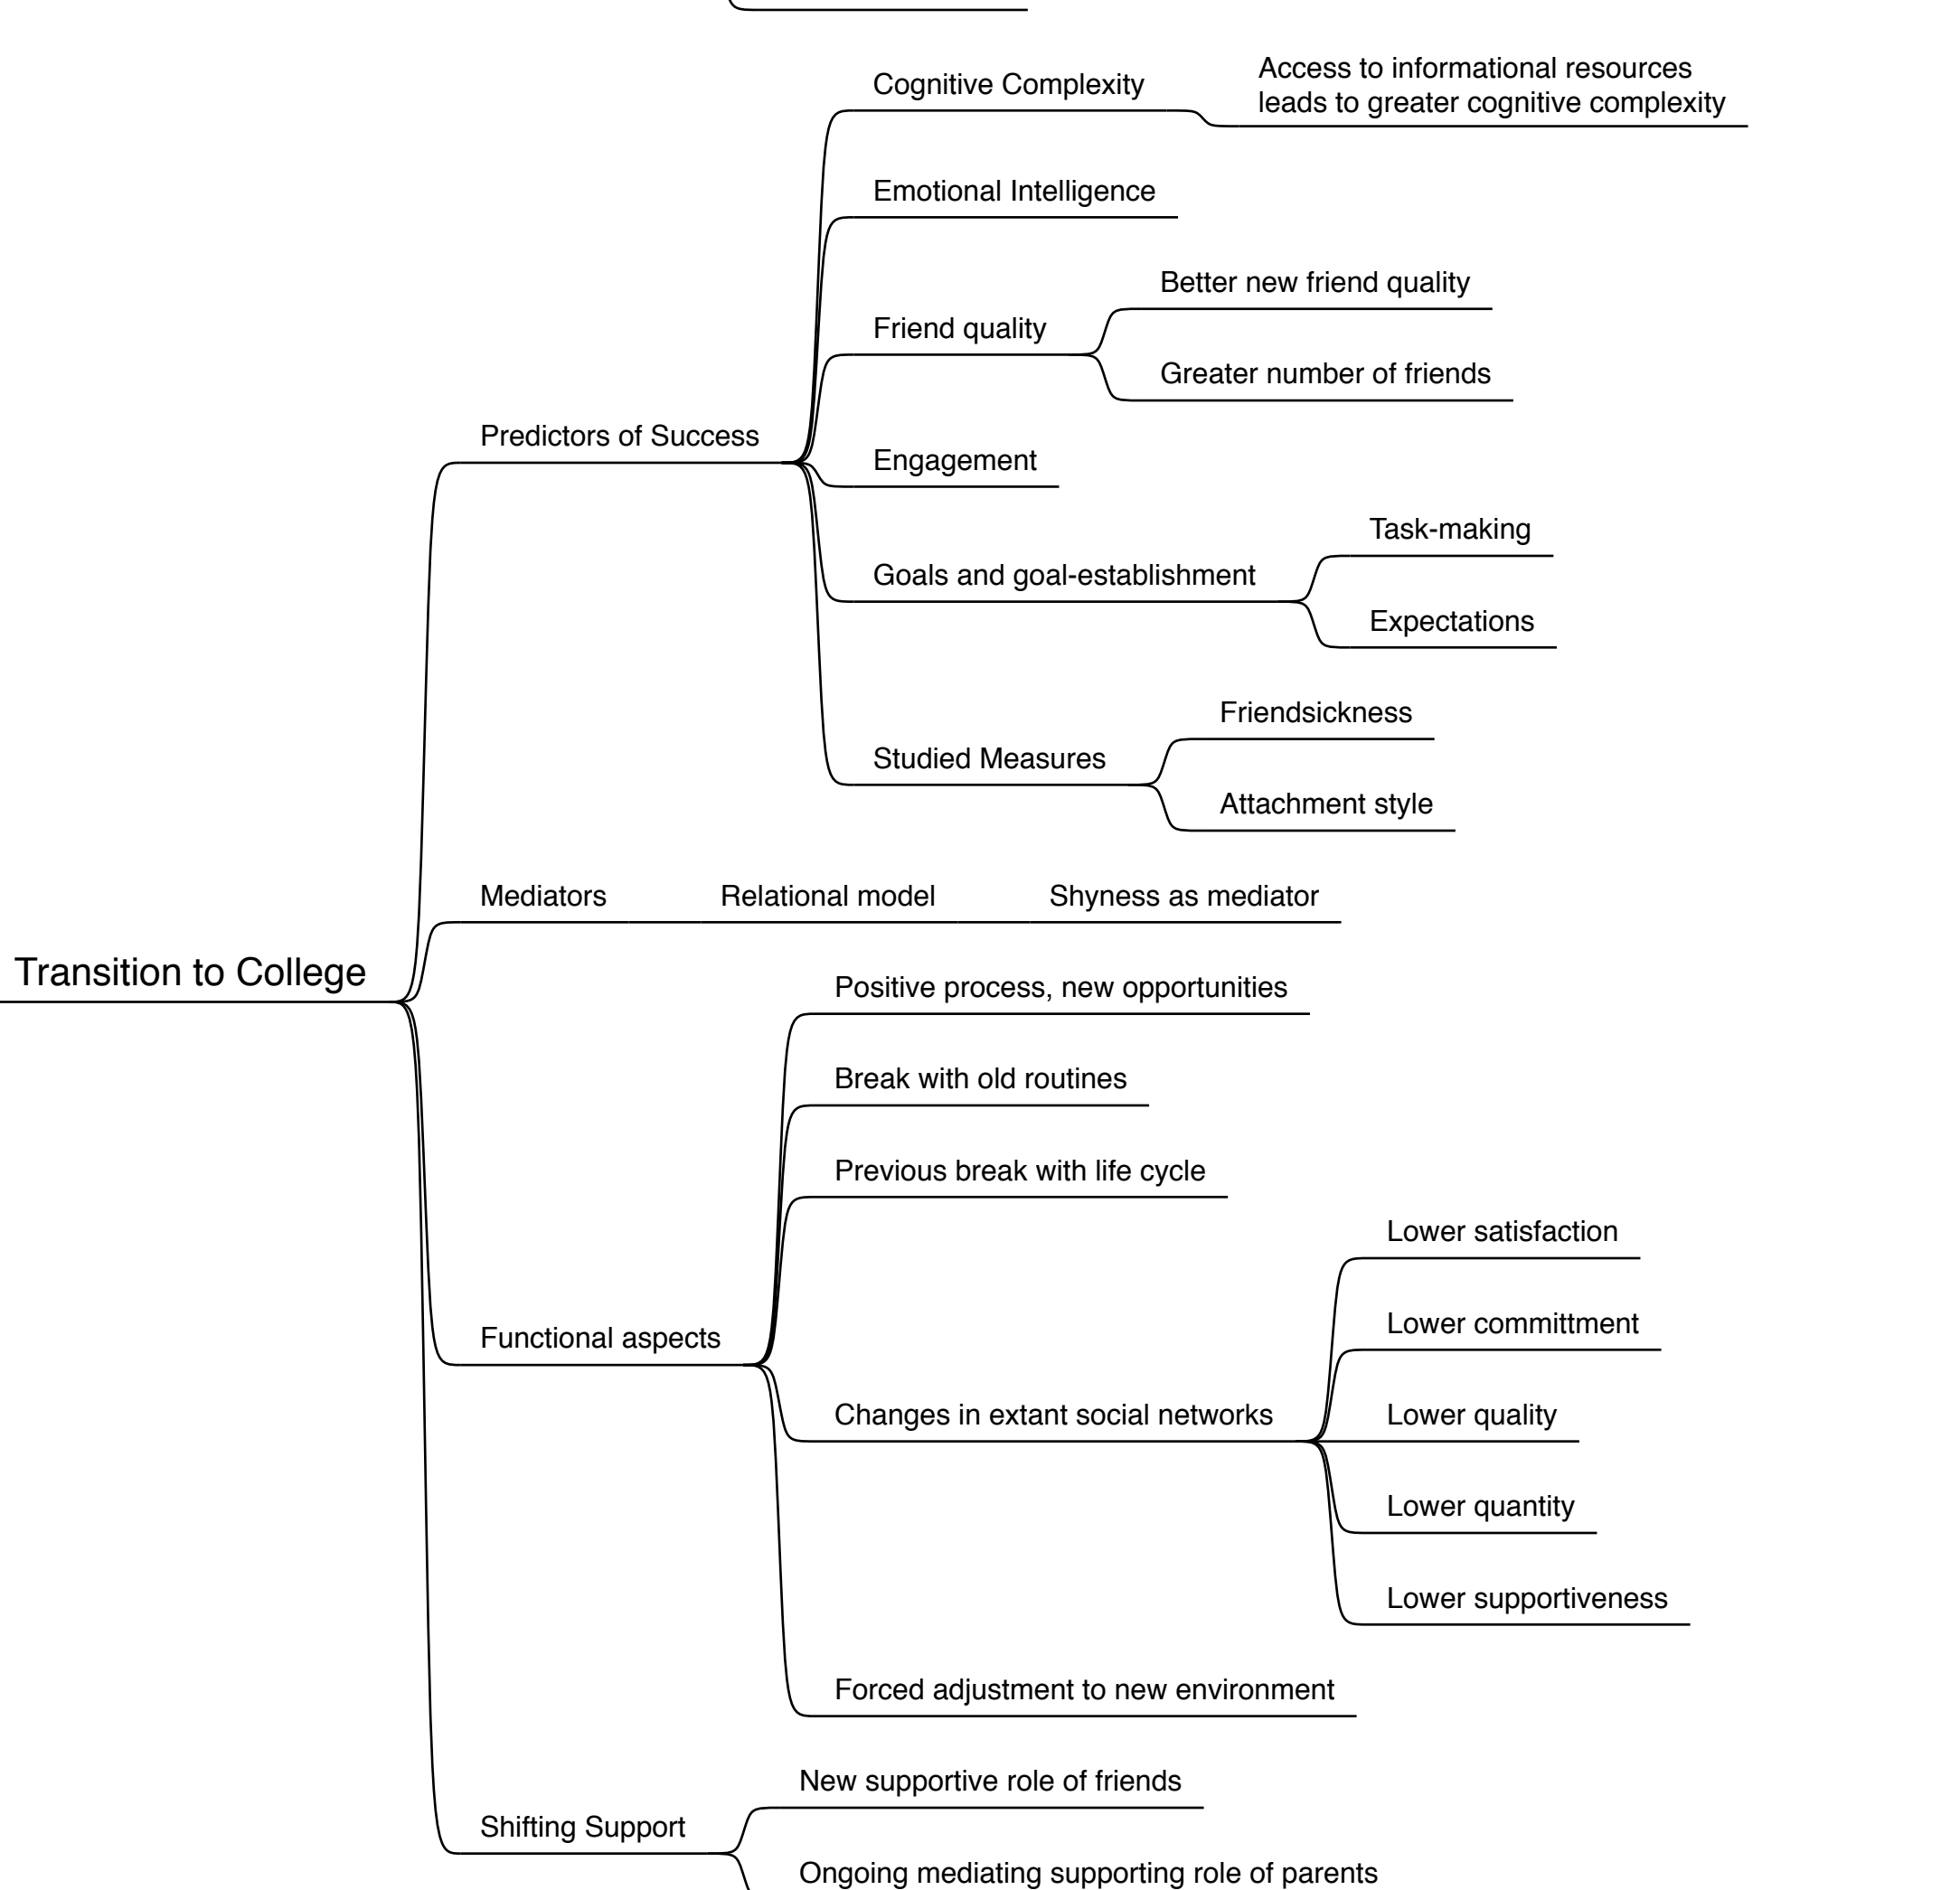 Cognitive Complexity
Access to informational resources
leads to greater cognitive complexity
Emotional Intelligence
Friend quality
Better new friend quality
Greater number of friends
Predictors of Success
Engagement
Goals and goal-establishment
Task-making
Expectations
Studied Measures
Friendsickness
Attachment style
Mediators
Relational model
Shyness as mediator
Transition to College
Positive process, new opportunities
Break with old routines
Previous break with life cycle
Functional aspects
Changes in extant social networks
Lower satisfaction
Lower committment
Lower quality
Lower quantity
Lower supportiveness
Forced adjustment to new environment
Shifting Support
New supportive role of friends
Ongoing mediating supporting role of parents